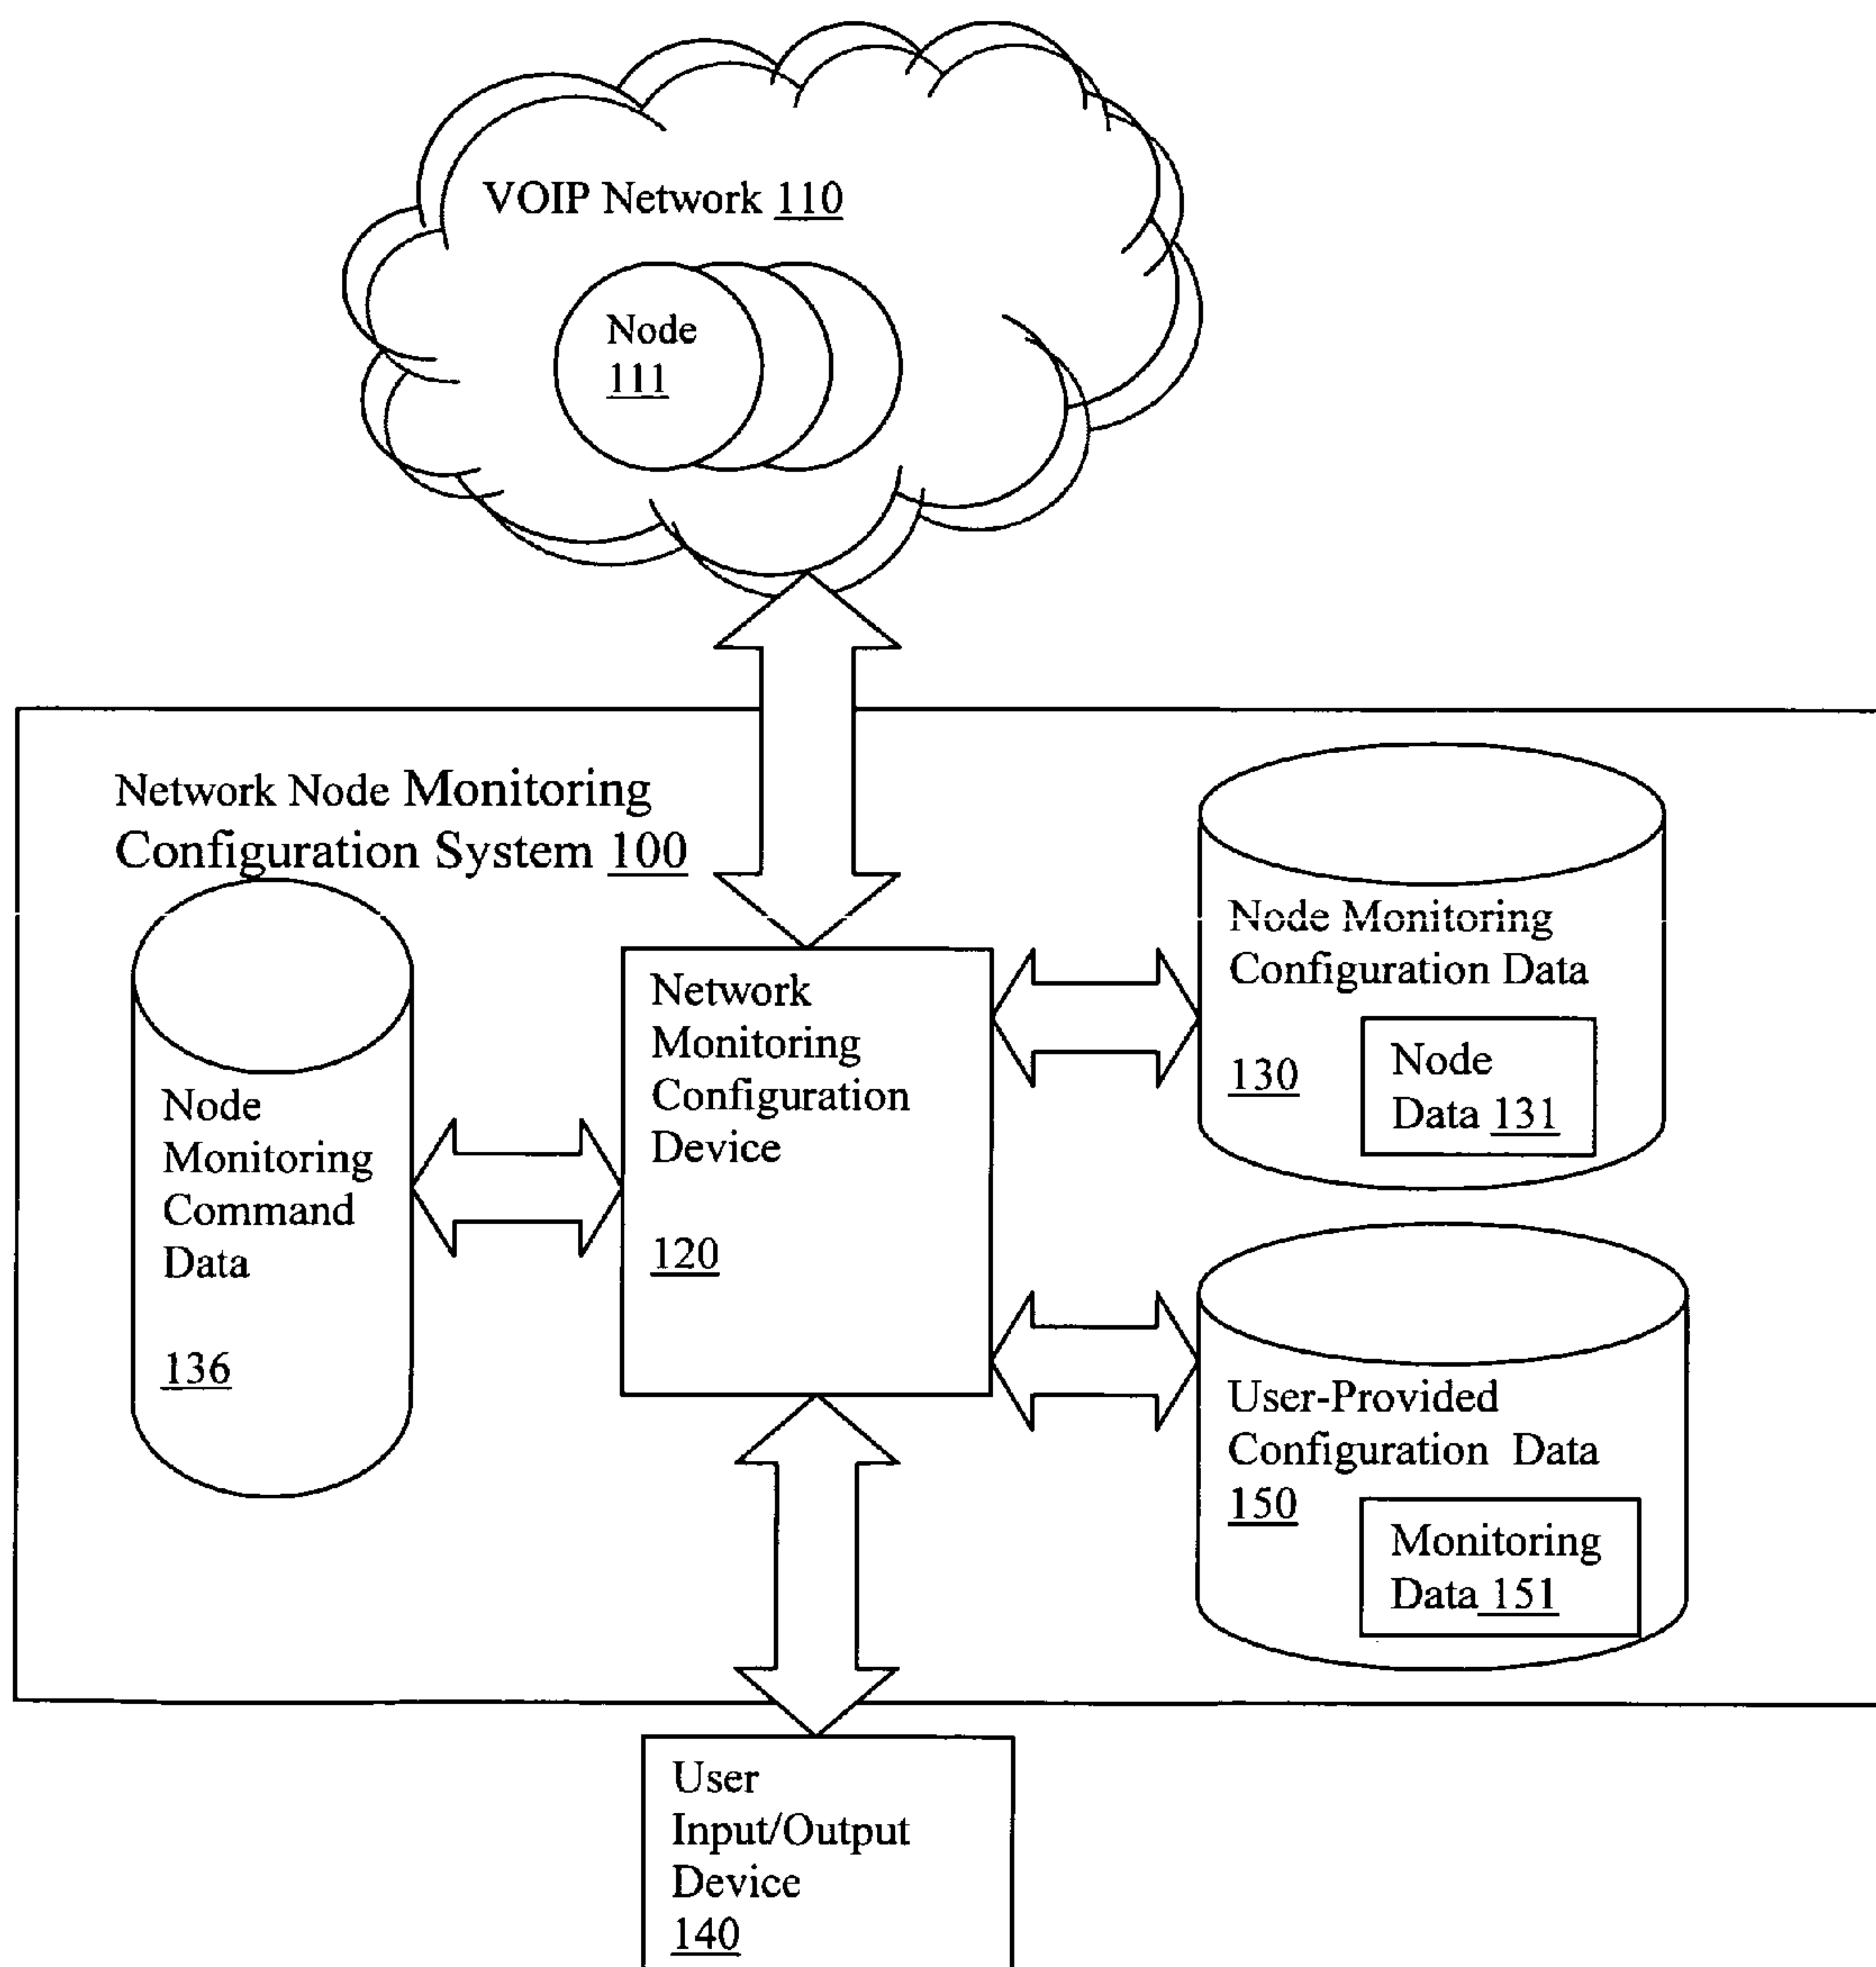 VOIP Network 110
Node
111
Network Node Monitoring
Configuration System 100
Node Monitoring
Configuration Data
130
Node
Data 131
Network
Monitoring
Configuration
Device
120
Node
Monitoring
Command
Data
136
User-Provided
Configuration Data
150
Monitoring
Data 151
User
Input/Output
Device
140